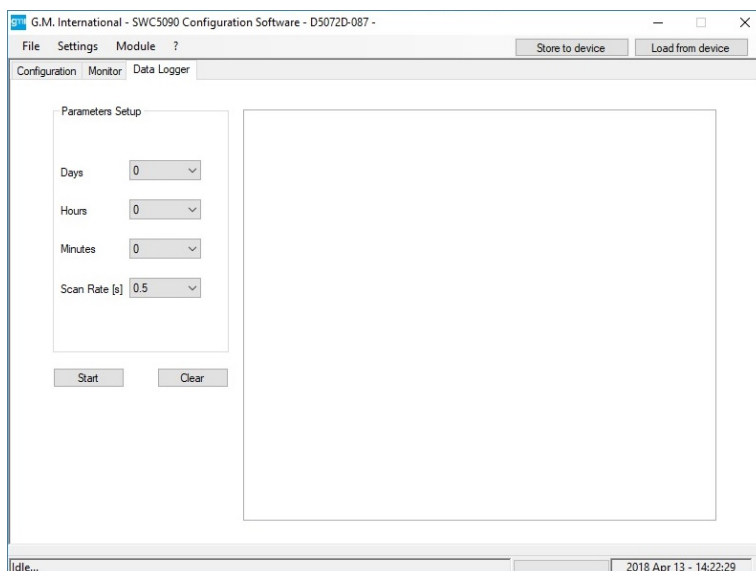 gmi G.M. International - SWC5090 Configuration Software - D5072D-087 -
File Settings Module ? Store to device Load from device
Configuration Monitor Data Logger
Parameters Setup
Days 0
Hours 0
Minutes 0
Scan Rate [s] 0.5
Start Clear
Idle... 2018 Apr 13 - 14:22:29